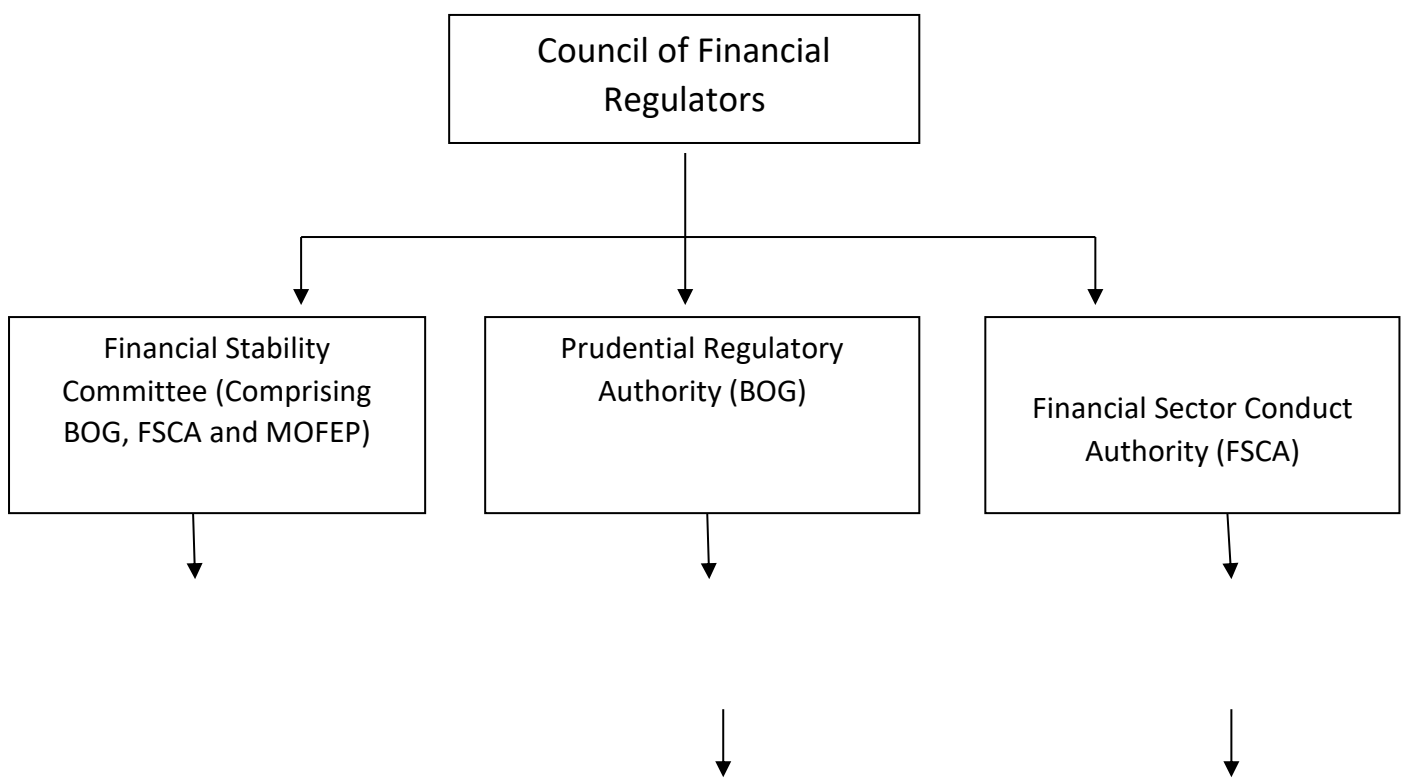 Council of Financial
Regulators
Financial Stability
Committee (Comprising
BOG, FSCA and MOFEP)
Prudential Regulatory
Authority (BOG)
Financial Sector Conduct
Authority (FSCA)